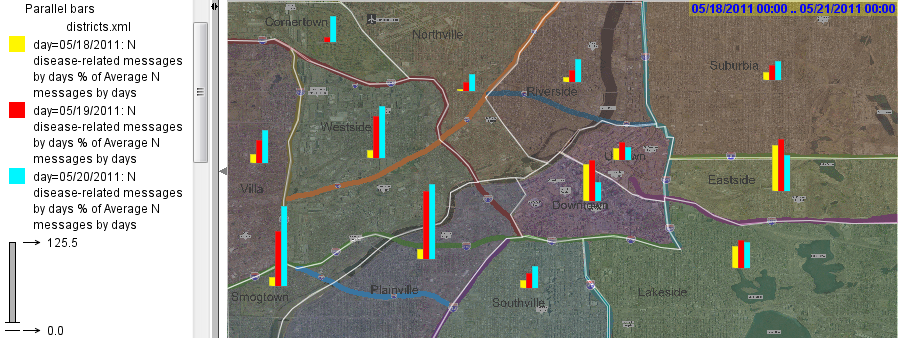 Parallel bars
districts.xml
day=05/18/2011: N
disease-related messages
by days % of Average N
messages by days
day=05/19/2011: N
disease-related messages
by days % of Average N
messages by days
day=05/20/2011: N
disease-related messages
by days % of Average N
messages by days
125.5
0.0
05/18/2011 00:00 .. 05/21/2011 00:00
Cornertown
Northville
Suburbia
Riverside
Westside
Villa
Eastside
Downtown
Smogtown
Plainville
Southville
Lakeside